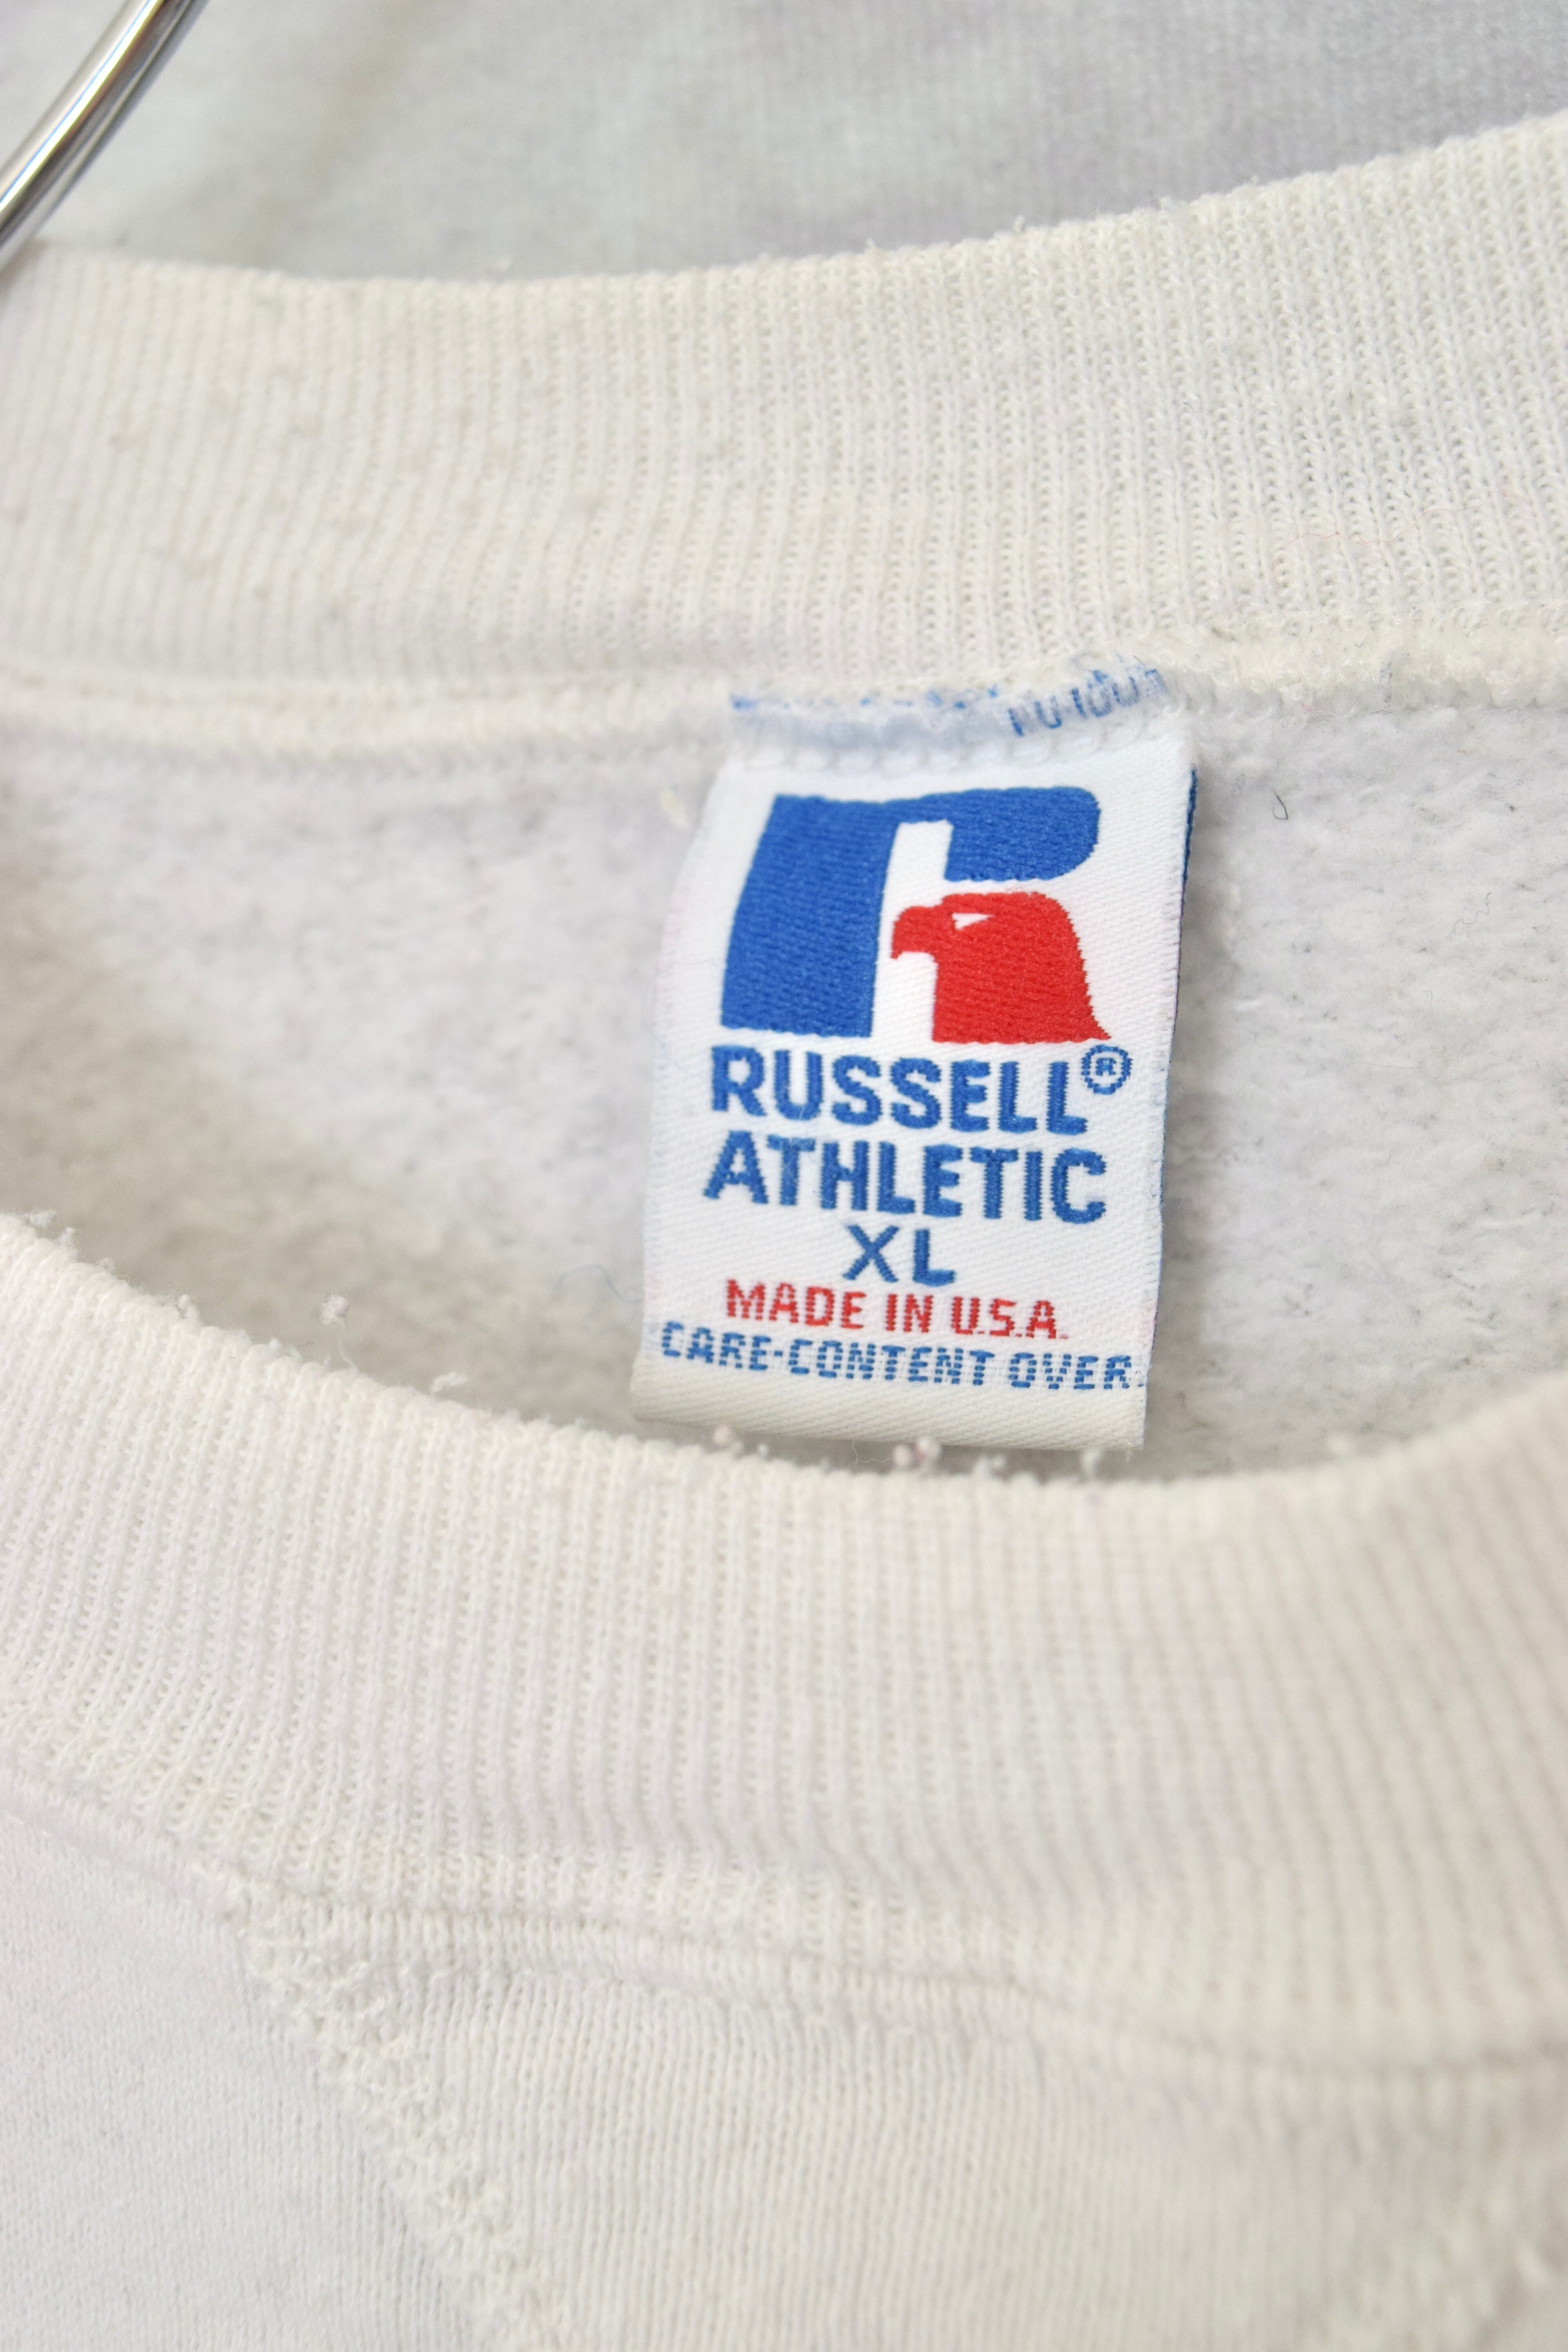 RUSSELL®
ATHLETIC
XL
MADE IN U.S.A.
CARE-CONTENT OVER